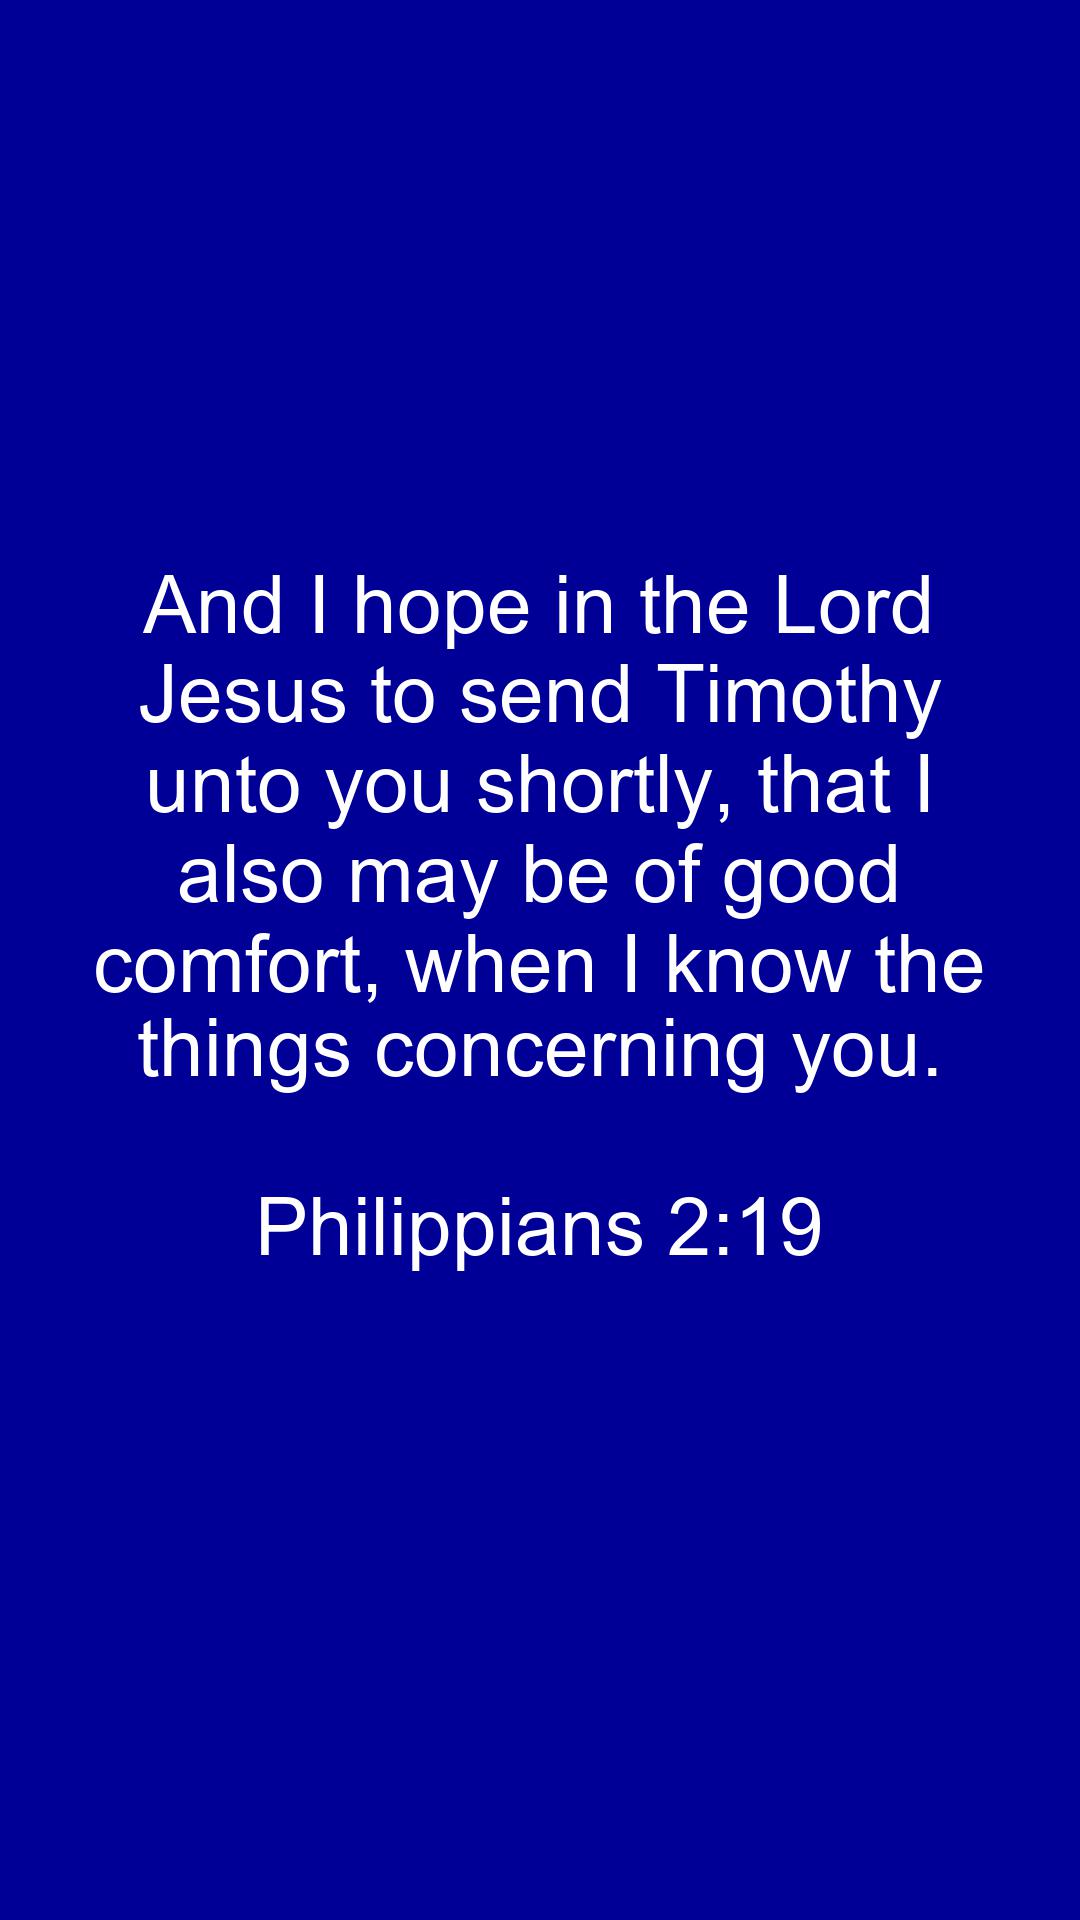 And I hope in the Lord
Jesus to send Timothy
unto you shortly, that I
also may be of good
comfort, when I know the
things concerning you.
Philippians 2:19